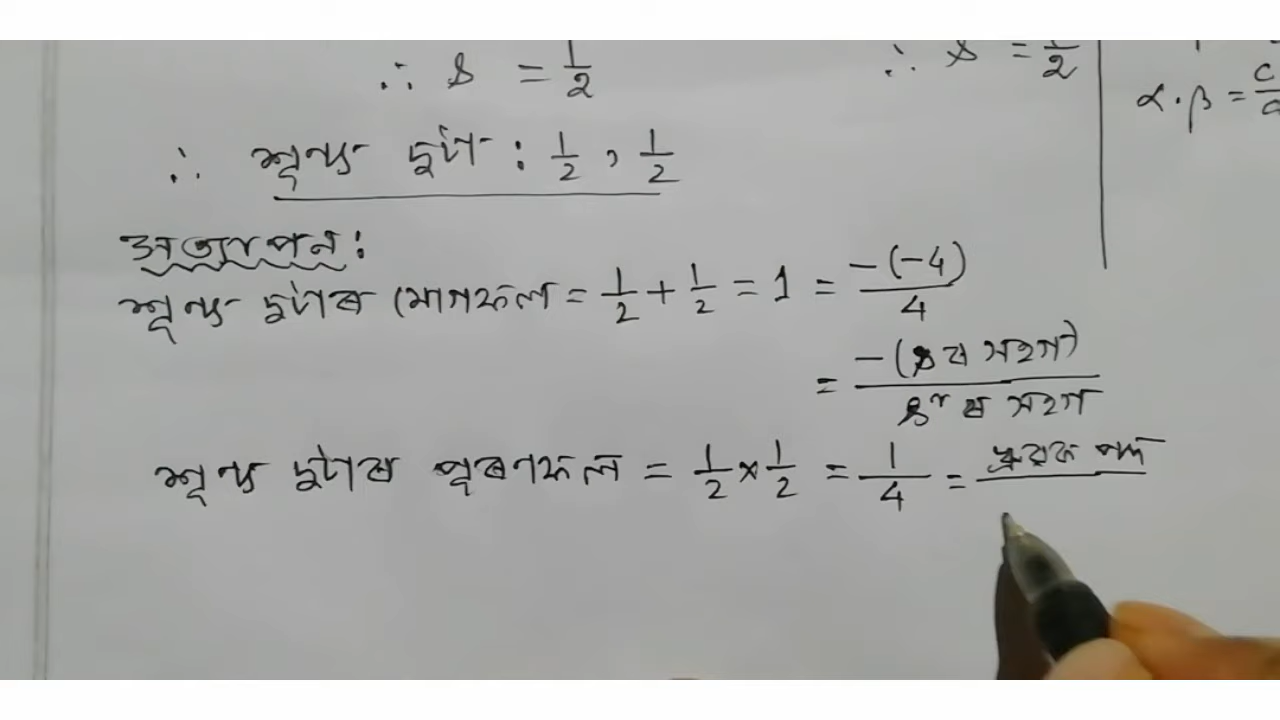 ∴ s = 1/2
∴ s = 1/2
α·β = c/a
∴ শূন্য দুটা : 1/2 , 1/2
সত্যাপন :
শূন্য দুটাৰ যোগফল = 1/2 + 1/2 = 1 = -(-4)/4
= -(s ৰ সহগ)/s² ৰ সহগ
শূন্য দুটাৰ পূৰণফল = 1/2 × 1/2 = 1/4 = ধ্ৰুৱক পদ